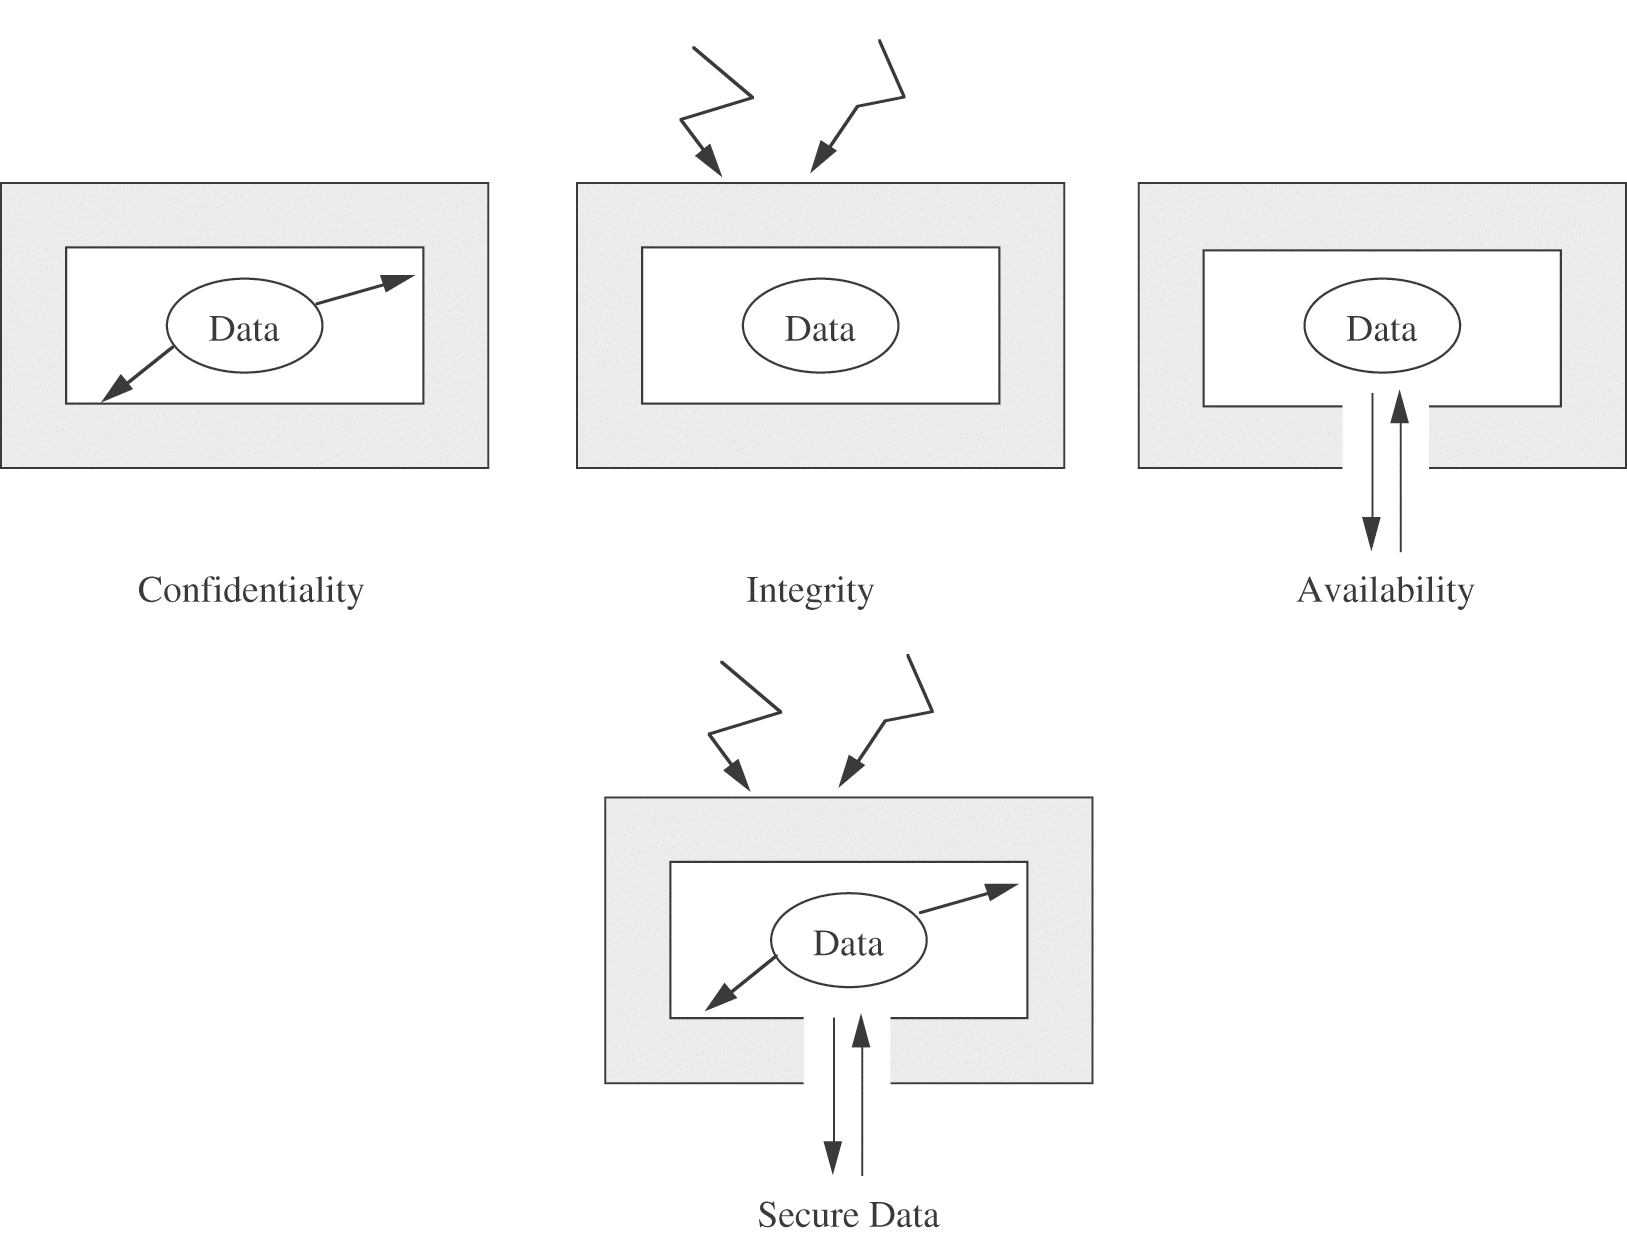 Data
Data
Data
Confidentiality
Integrity
Availability
Data
Secure Data